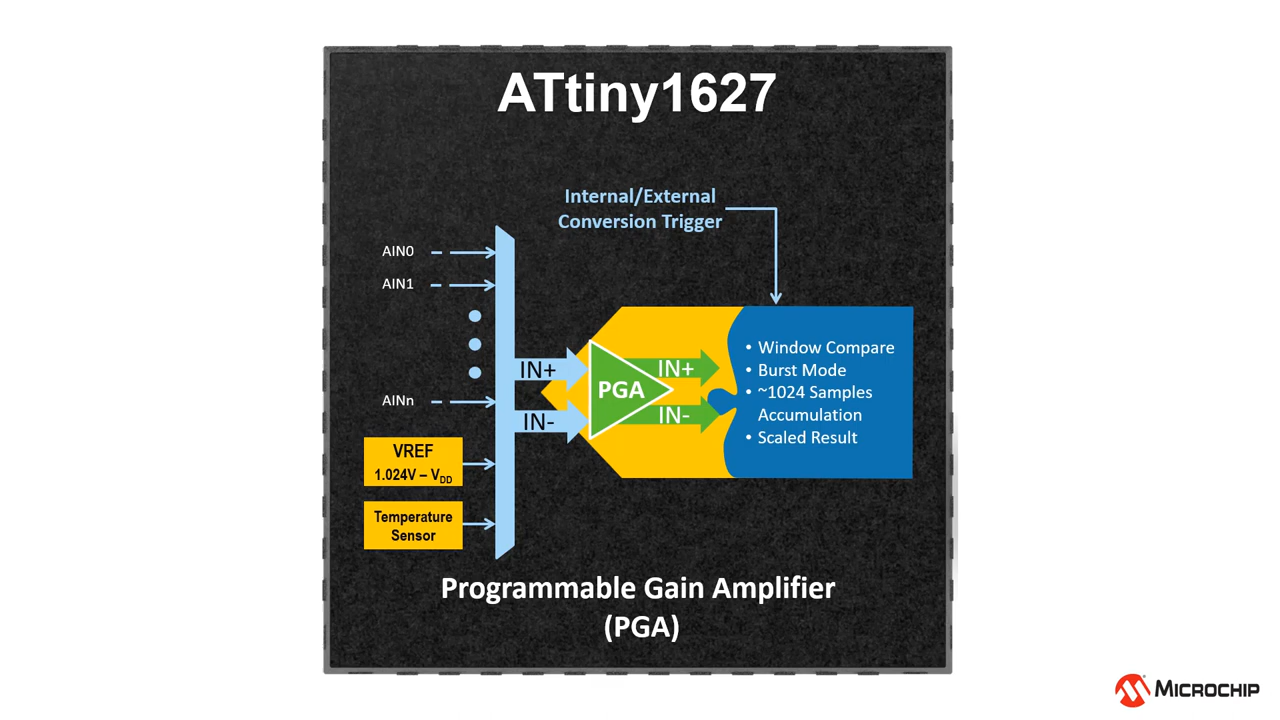 ATtiny1627
Internal/External
Conversion Trigger
AIN0
AIN1
AINn
VREF
1.024V – VDD
Temperature
Sensor
IN+
IN-
PGA
IN+
IN-
• Window Compare
• Burst Mode
• ~1024 Samples
Accumulation
• Scaled Result
Programmable Gain Amplifier
(PGA)
MICROCHIP